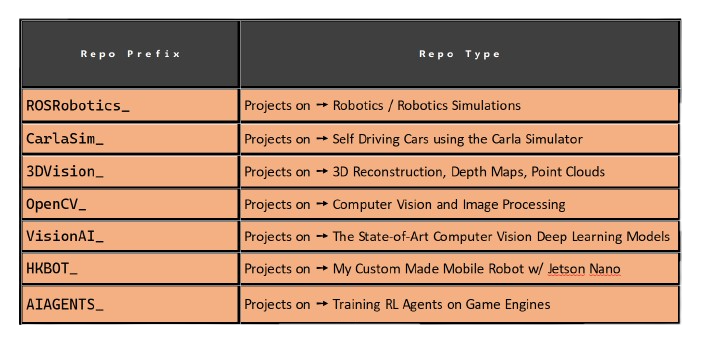 Repo Prefix Repo Type
ROSRobotics_ Projects on → Robotics / Robotics Simulations
CarlaSim_ Projects on → Self Driving Cars using the Carla Simulator
3DVision_ Projects on → 3D Reconstruction, Depth Maps, Point Clouds
OpenCV_ Projects on → Computer Vision and Image Processing
VisionAI_ Projects on → The State-of-Art Computer Vision Deep Learning Models
HKBOT_ Projects on → My Custom Made Mobile Robot w/ Jetson Nano
AIAGENTS_ Projects on → Training RL Agents on Game Engines